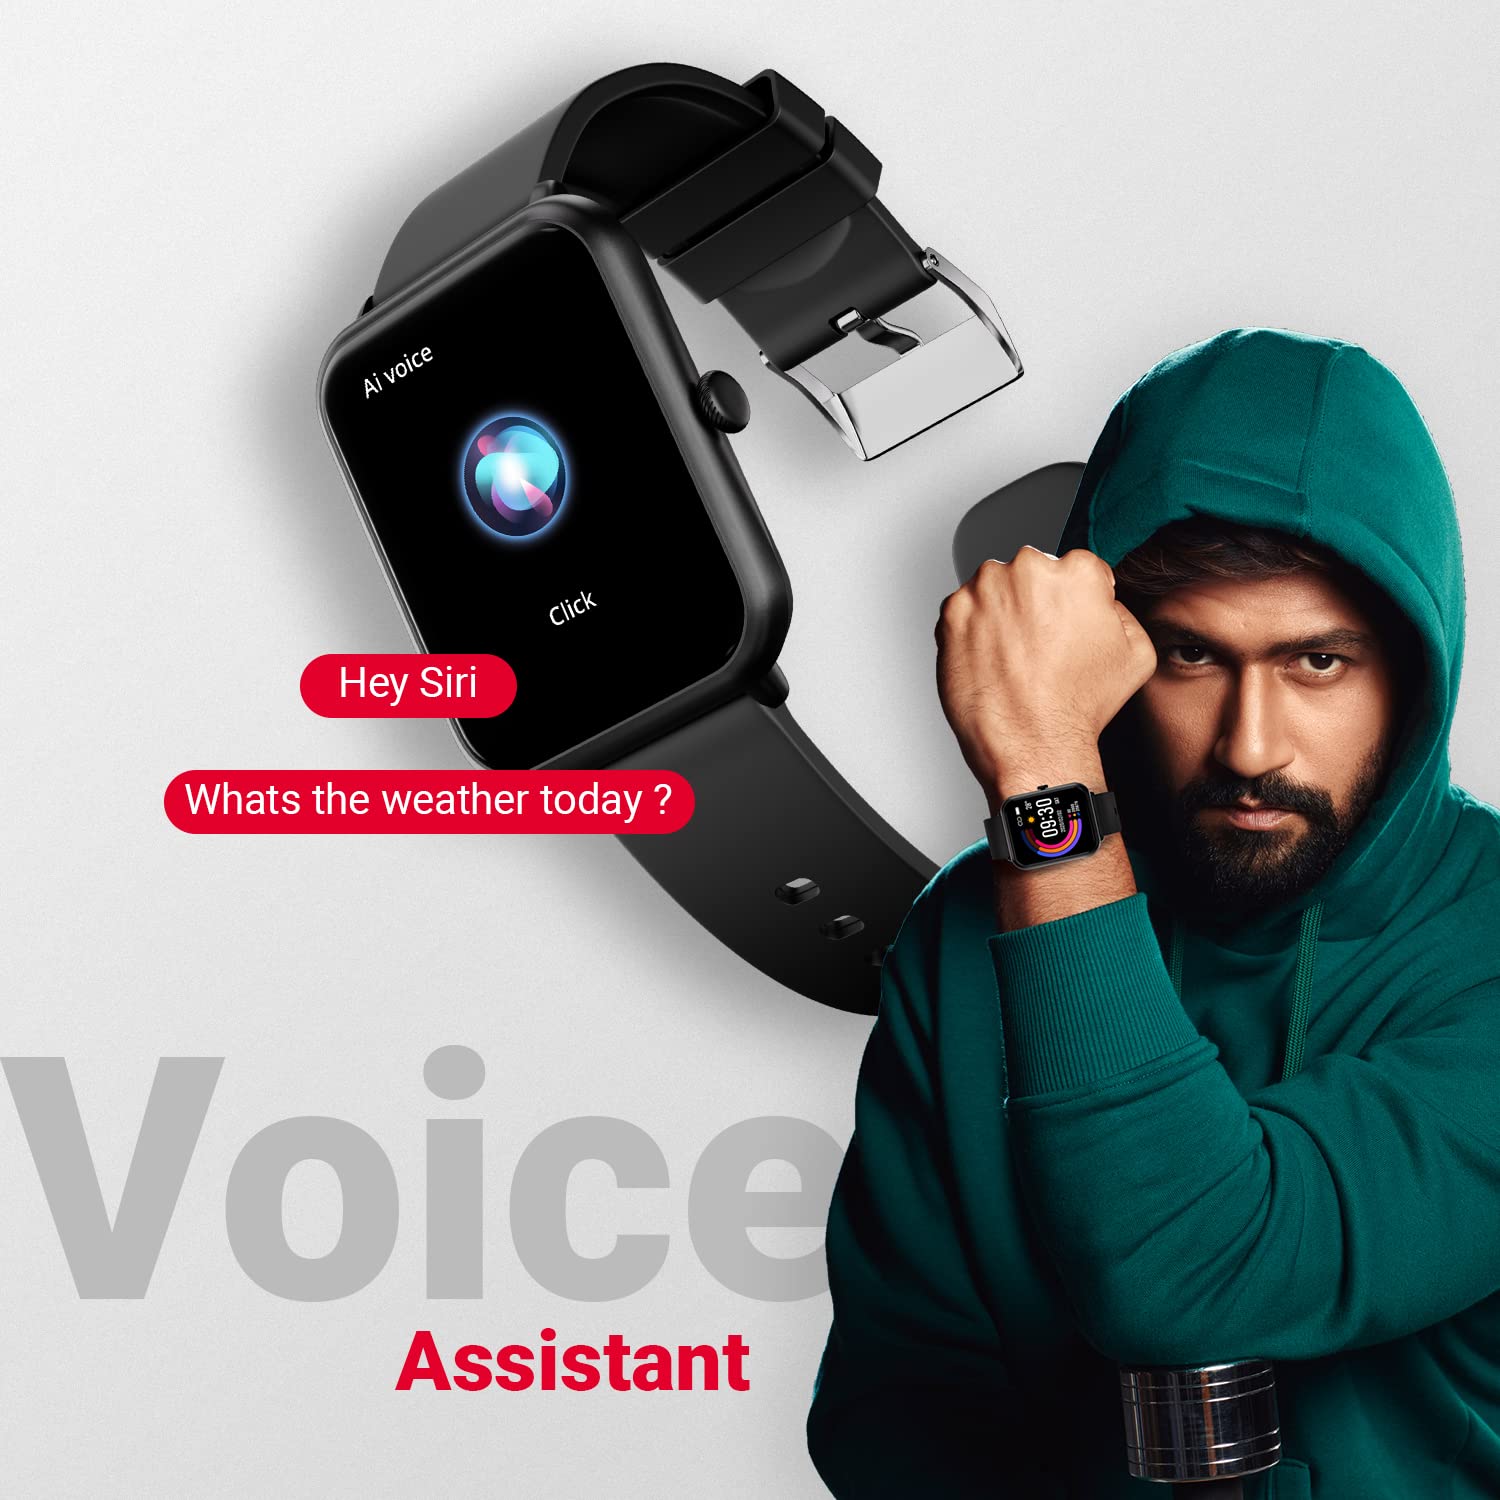 Ai voice
Click
Hey Siri
Whats the weather today ?
09:30
Voice
Assistant